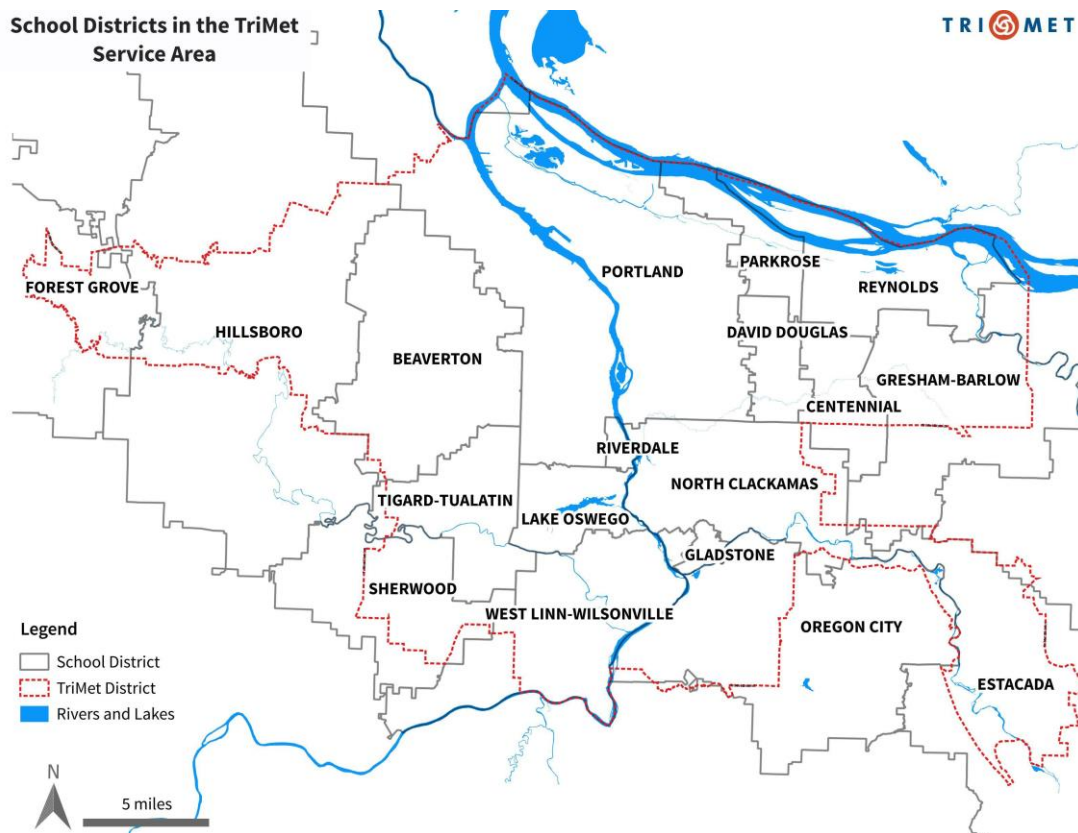 School Districts in the TriMet
Service Area
TRI MET
PORTLAND
PARKROSE
FOREST GROVE
REYNOLDS
HILLSBORO
DAVID DOUGLAS
BEAVERTON
GRESHAM-BARLOW
CENTENNIAL
RIVERDALE
NORTH CLACKAMAS
TIGARD-TUALATIN
LAKE OSWEGO
GLADSTONE
SHERWOOD
WEST LINN-WILSONVILLE
OREGON CITY
ESTACADA
Legend
School District
TriMet District
Rivers and Lakes
N
5 miles